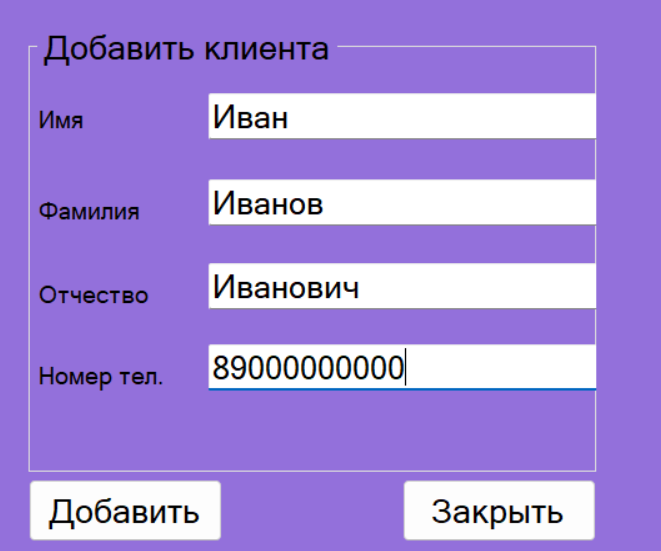 Добавить клиента
Имя Иван
Фамилия Иванов
Отчество Иванович
Номер тел. 89000000000
Добавить Закрыть